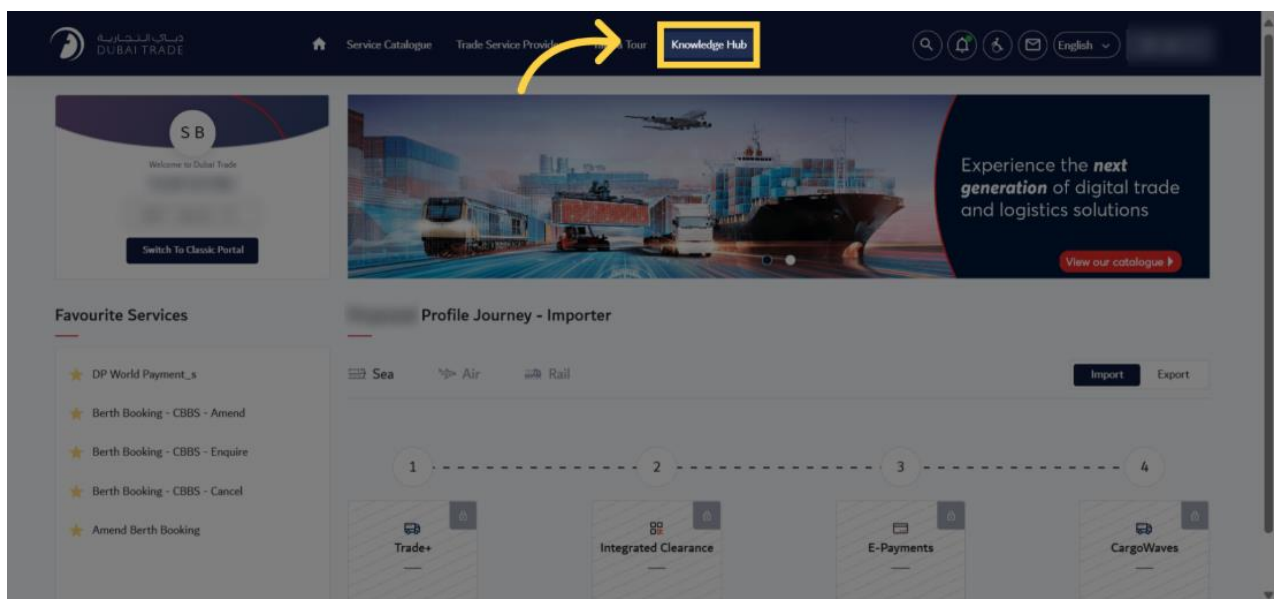 دبي التجارية
DUBAI TRADE
Service Catalogue
Trade Service Provide
Tour
Knowledge Hub
English
S B
Welcome to Dubai Trade
Switch To Classic Portal
Experience the next
generation of digital trade
and logistics solutions
View our catalogue
Favourite Services
DP World Payment_s
Berth Booking - CBBS - Amend
Berth Booking - CBBS - Enquire
Berth Booking - CBBS - Cancel
Amend Berth Booking
Profile Journey - Importer
Sea
Air
Rail
Import
Export
1
2
3
4
Trade+
Integrated Clearance
E-Payments
CargoWaves